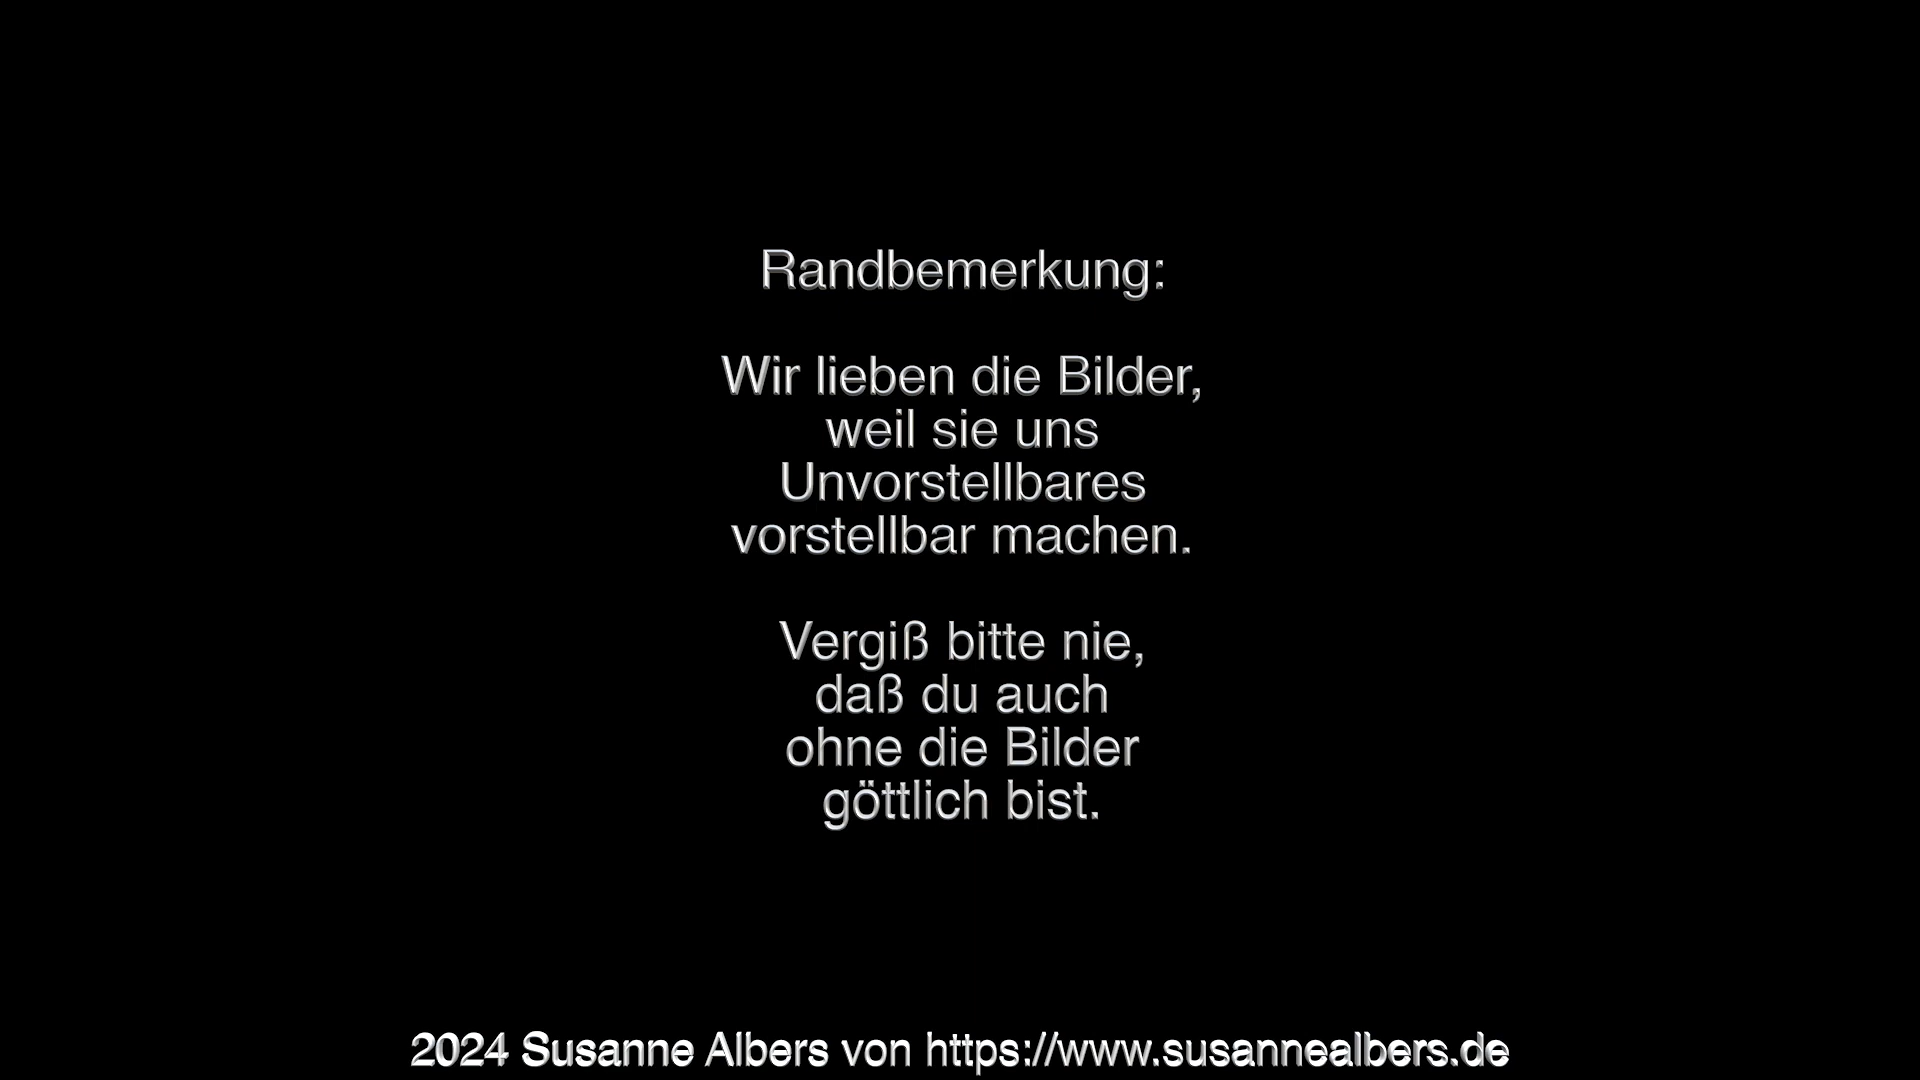 Randbemerkung:
Wir lieben die Bilder,
weil sie uns
Unvorstellbares
vorstellbar machen.
Vergiß bitte nie,
daß du auch
ohne die Bilder
göttlich bist.
2024 Susanne Albers von https://www.susannealbers.de